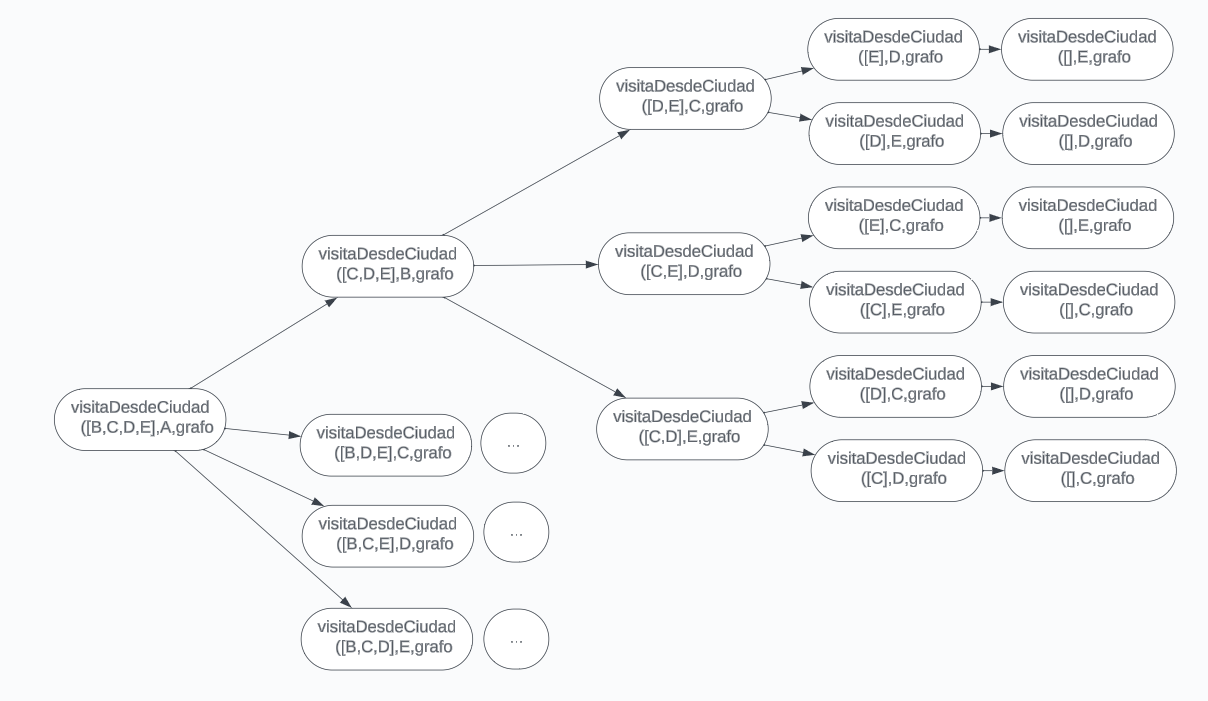 visitaDesdeCiudad
([E],D,grafo
visitaDesdeCiudad
([],E,grafo
visitaDesdeCiudad
([D,E],C,grafo
visitaDesdeCiudad
([D],E,grafo
visitaDesdeCiudad
([],D,grafo
visitaDesdeCiudad
([E],C,grafo
visitaDesdeCiudad
([],E,grafo
visitaDesdeCiudad
([C,D,E],B,grafo
visitaDesdeCiudad
([C,E],D,grafo
visitaDesdeCiudad
([C],E,grafo
visitaDesdeCiudad
([],C,grafo
visitaDesdeCiudad
([D],C,grafo
visitaDesdeCiudad
([],D,grafo
visitaDesdeCiudad
([B,C,D,E],A,grafo
visitaDesdeCiudad
([C,D],E,grafo
visitaDesdeCiudad
([B,D,E],C,grafo
...
visitaDesdeCiudad
([C],D,grafo
visitaDesdeCiudad
([],C,grafo
visitaDesdeCiudad
([B,C,E],D,grafo
...
visitaDesdeCiudad
([B,C,D],E,grafo
...